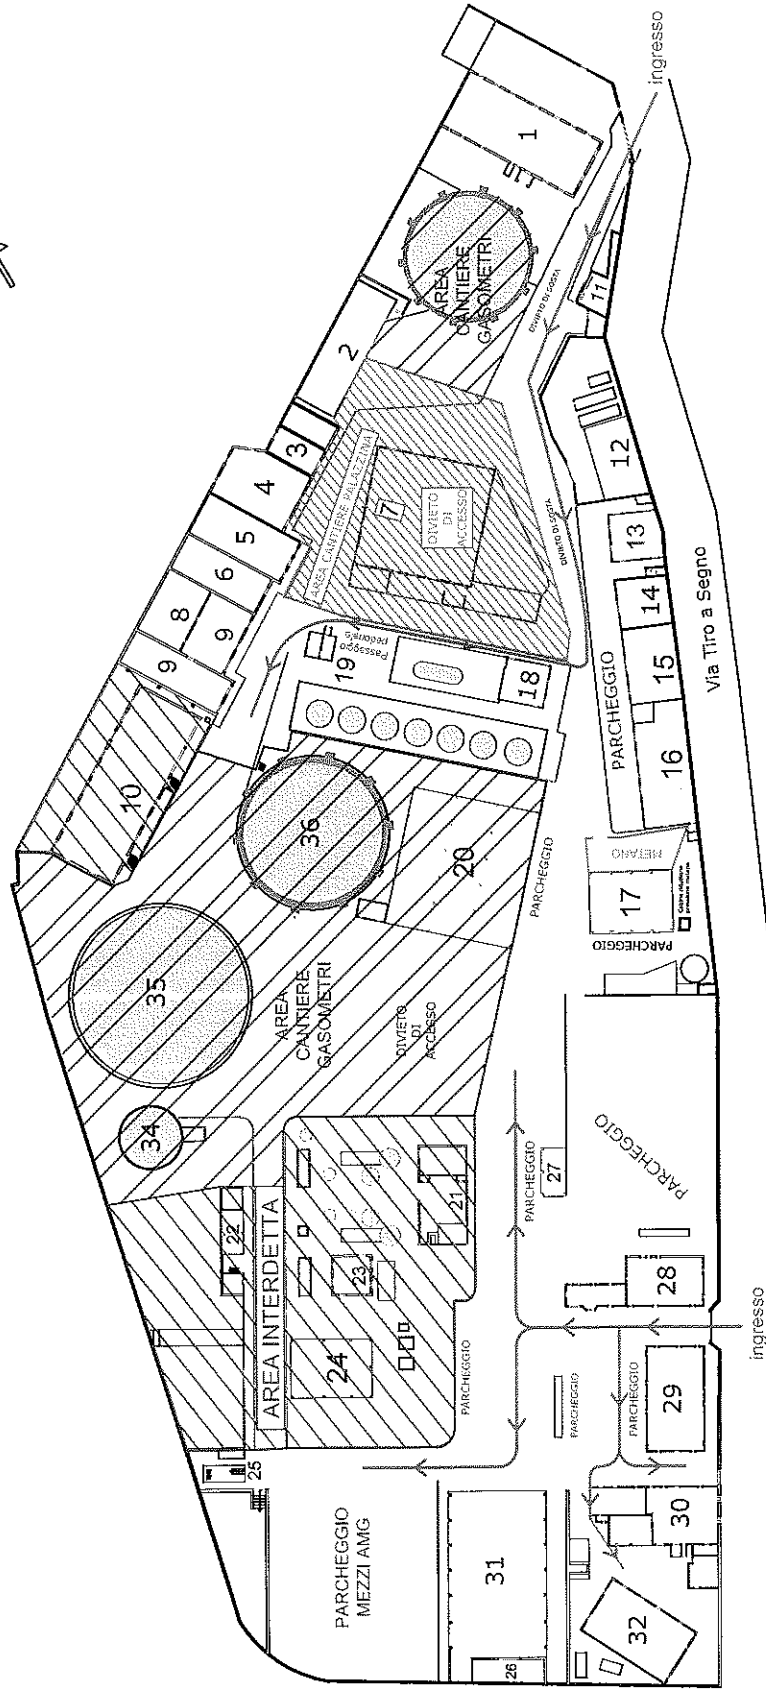 ingresso
1
AREA
CANTIERE
GASOMETRI
DIVIETO DI SOSTA
11
2
3
4
5
6
8
9
9
10
AREA CANTIERE PALAZZINA
7
DIVIETO
DI
ACCESSO
DIVIETO DI SOSTA
12
13
14
15
16
PARCHEGGIO
Via Tiro a Segno
Passaggio
pedonale
19
18
36
20
PARCHEGGIO
METANO
17
Cabina riduzione
pressione metano
PARCHEGGIO
35
AREA
CANTIERE
GASOMETRI
DIVIETO
DI
ACCESSO
34
22
AREA INTERDETTA
21
23
24
PARCHEGGIO
27
PARCHEGGIO
PARCHEGGIO
28
ingresso
PARCHEGGIO
PARCHEGGIO
29
25
PARCHEGGIO
MEZZI AMG
31
26
30
32